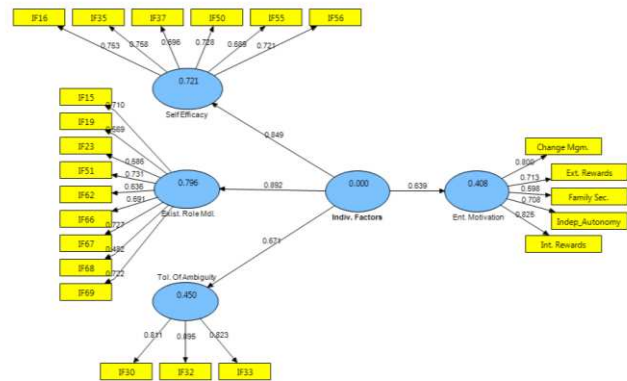 IF16 IF35 IF37 IF50 IF55 IF56
0.753 0.758 0.696 0.728 0.689 0.721
0.721
Self Efficacy
IF15
IF19
IF23
IF51
IF62
IF66
IF67
IF68
IF69
0.710
0.569
0.686
0.731
0.636
0.691
0.727
0.482
0.722
0.796
Exist. Role Mdl.
0.849
0.892
0.671
0.639
0.000
Indiv. Factors
0.408
Ent. Motivation
0.800
0.713
0.698
0.708
0.826
Change Mgm.
Ext. Rewards
Family Sec.
Indep_Autonomy
Int. Rewards
Tol. Of Ambiguity
0.450
0.811 0.895 0.823
IF30 IF32 IF33